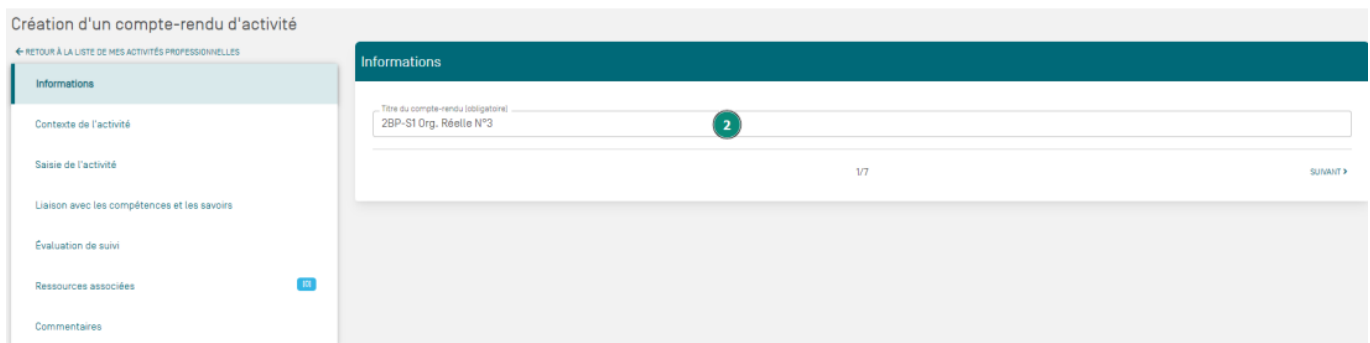 Création d'un compte-rendu d'activité
RETOUR À LA LISTE DE MES ACTIVITÉS PROFESSIONNELLES
Informations
Contexte de l'activité
Saisie de l'activité
Liaison avec les compétences et les savoirs
Évaluation de suivi
Ressources associées
Commentaires
Informations
Titre du compte-rendu (obligatoire)
2BP-S1 Org. Réelle N°3
2
1/7
SUIVANT